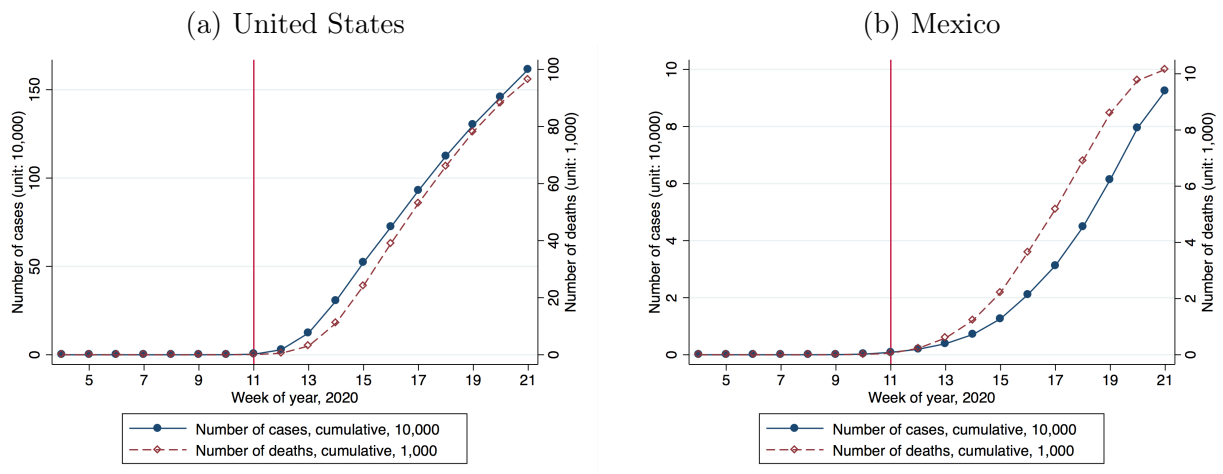 (a) United States
Number of cases (unit: 10,000)
150
100
50
0
100
80
60
40
20
0
Number of deaths (unit: 1,000)
5 7 9 11 13 15 17 19 21
Week of year, 2020
Number of cases, cumulative, 10,000
Number of deaths, cumulative, 1,000
(b) Mexico
Number of cases (unit: 10,000)
10
8
6
4
2
0
10
8
6
4
2
0
Number of deaths (unit: 1,000)
5 7 9 11 13 15 17 19 21
Week of year, 2020
Number of cases, cumulative, 10,000
Number of deaths, cumulative, 1,000